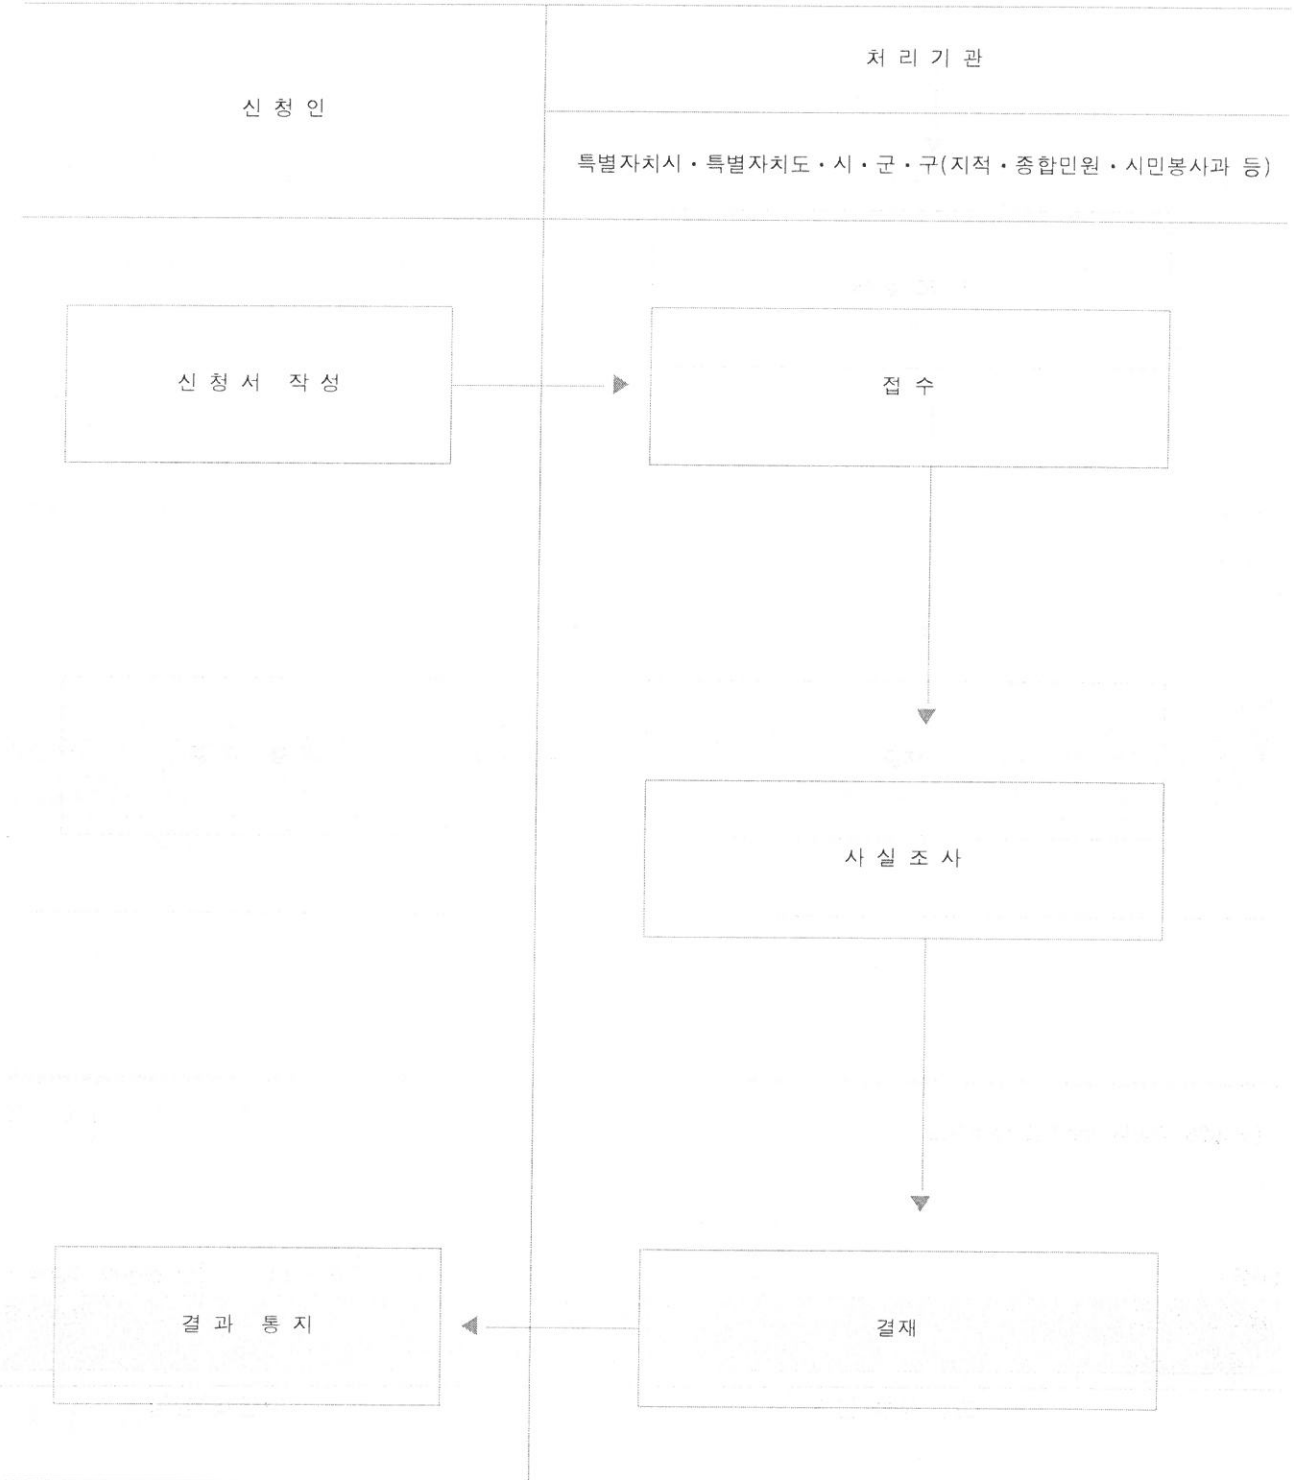 신 청 인
처 리 기 관
특별자치시・특별자치도・시・군・구(지적・종합민원・시민봉사과 등)
신 청 서 작 성
접 수
사 실 조 사
결재
결 과 통 지